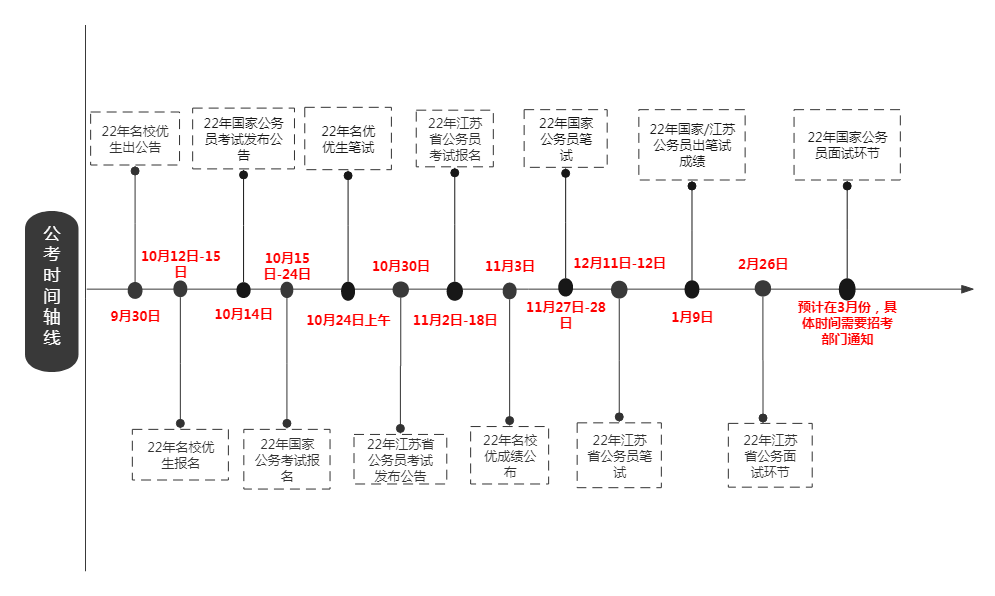 公
考
时
间
轴
线
22年名校优
生出公告
22年国家公务
员考试发布公
告
22年名优
优生笔试
22年江苏
省公务员
考试报名
22年国家
公务员笔
试
22年国家/江苏
公务员出笔试
成绩
22年国家公务
员面试环节
9月30日
10月12日-15
日
10月14日
10月15
日-24日
10月24日上午
10月30日
11月2日-18日
11月3日
11月27日-28
日
12月11日-12日
1月9日
2月26日
预计在3月份，具
体时间需要招考
部门通知
22年名校优
生报名
22年国家
公务考试报
名
22年江苏省
公务员考试
发布公告
22年名校
优成绩公
布
22年江苏
省公务员笔
试
22年江苏
省公务面
试环节